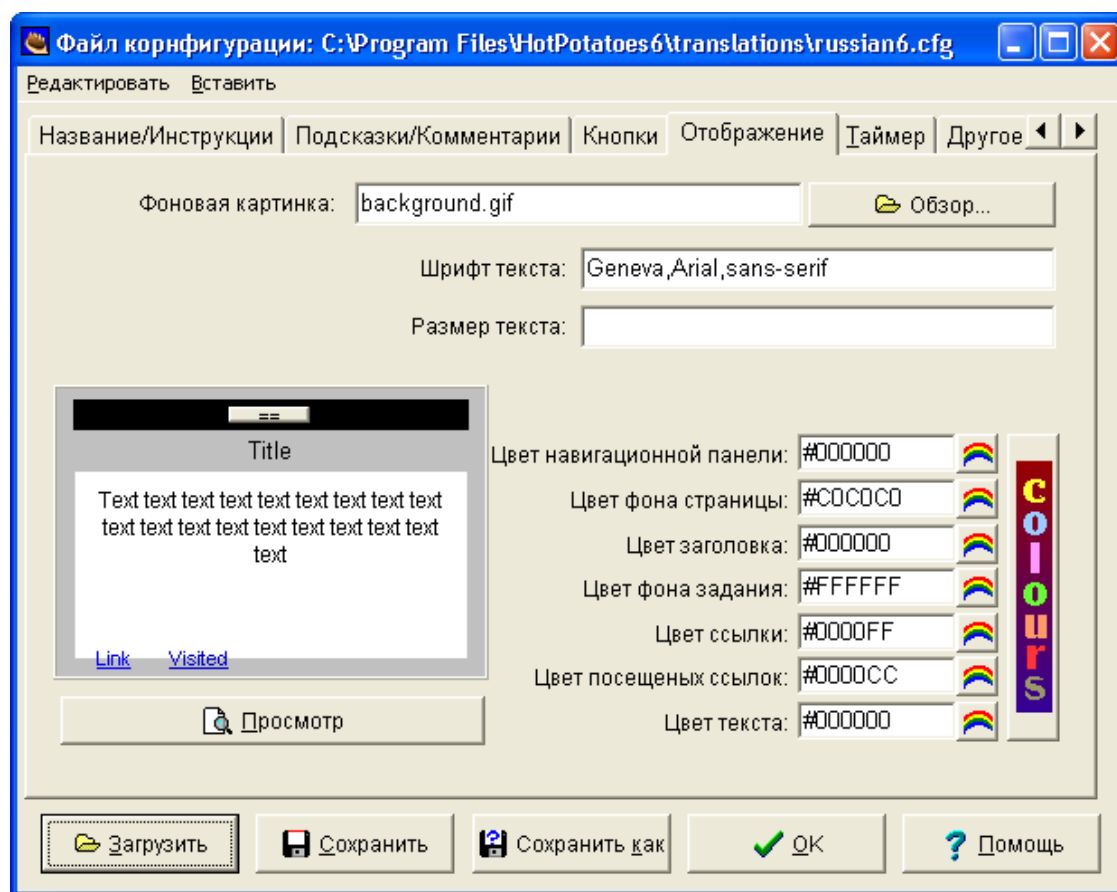 Файл корнфигурации: C:\Program Files\HotPotatoes6\translations\russian6.cfg
Редактировать Вставить
Название/Инструкции Подсказки/Комментарии Кнопки Отображение Таймер Другое
Фоновая картинка: background.gif Обзор...
Шрифт текста: Geneva,Arial,sans-serif
Размер текста:
==
Title
Text text text text text text text text text
text text text text text text text text text
text
Link Visited
Просмотр
Цвет навигационной панели: #000000
Цвет фона страницы: #C0C0C0
Цвет заголовка: #000000
Цвет фона задания: #FFFFFF
Цвет ссылки: #0000FF
Цвет посещеных ссылок: #0000CC
Цвет текста: #000000
colours
Загрузить Сохранить Сохранить как OK Помощь